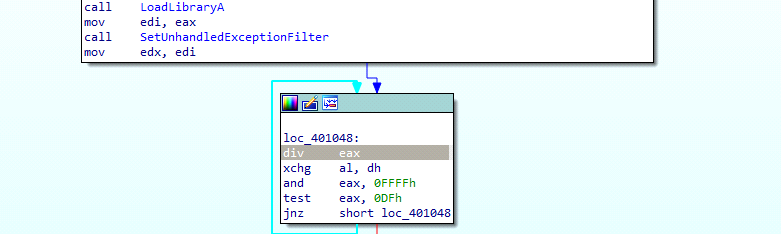 call LoadLibraryA
mov edi, eax
call SetUnhandledExceptionFilter
mov edx, edi
loc_401048:
div eax
xchg al, dh
and eax, 0FFFFh
test eax, 0DFh
jnz short loc_401048